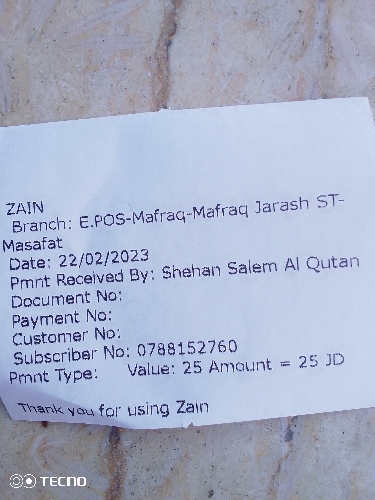 ZAIN
Branch: E.POS-Mafraq-Mafraq Jarash ST-
Masafat
Date: 22/02/2023
Pmnt Received By: Shehan Salem Al Qutan
Document No:
Payment No:
Customer No:
Subscriber No: 0788152760
Pmnt Type: Value: 25 Amount = 25 JD
Thank you for using Zain
TECNO